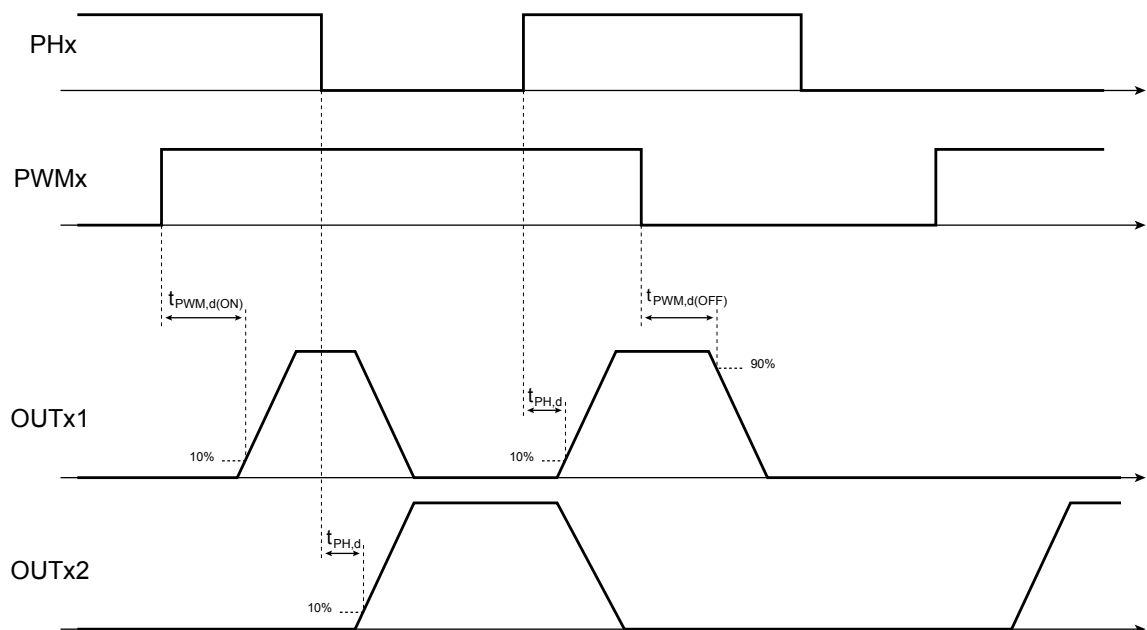 PHx
PWMx
tPWM,d(ON)
tPWM,d(OFF)
90%
OUTx1
tPH,d
10%
10%
tPH,d
OUTx2
10%